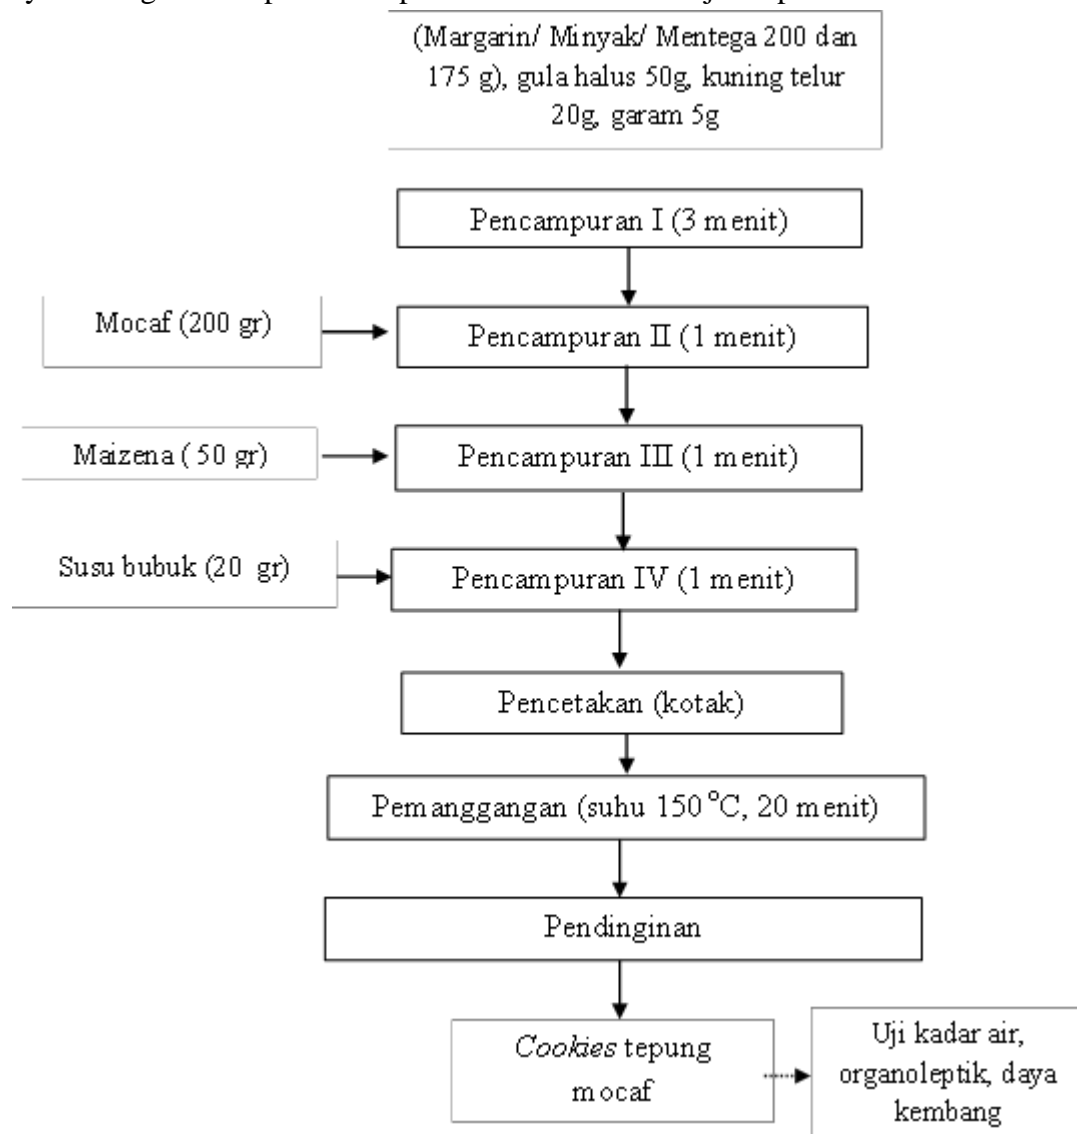 (Margarin/ Minyak/ Mentega 200 dan
175 g), gula halus 50g, kuning telur
20g, garam 5g
Pencampuran I (3 menit)
Mocaf (200 gr)
Pencampuran II (1 menit)
Maizena ( 50 gr)
Pencampuran III (1 menit)
Susu bubuk (20 gr)
Pencampuran IV (1 menit)
Pencetakan (kotak)
Pemanggangan (suhu 150 °C, 20 menit)
Pendinginan
Cookies tepung
mocaf
Uji kadar air,
organoleptik, daya
kembang